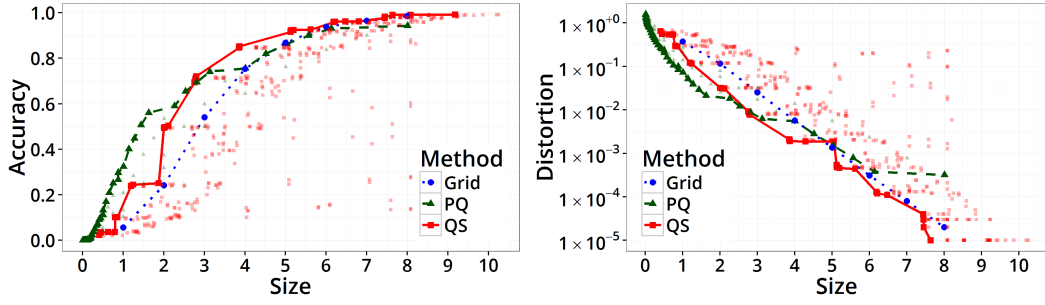 1.0
0.8
0.6
0.4
0.2
0.0
Accuracy
0 1 2 3 4 5 6 7 8 9 10
Size
Method
Grid
PQ
QS
1 × 10⁰
1 × 10⁻¹
1 × 10⁻²
1 × 10⁻³
1 × 10⁻⁴
1 × 10⁻⁵
Distortion
0 1 2 3 4 5 6 7 8 9 10
Size
Method
Grid
PQ
QS